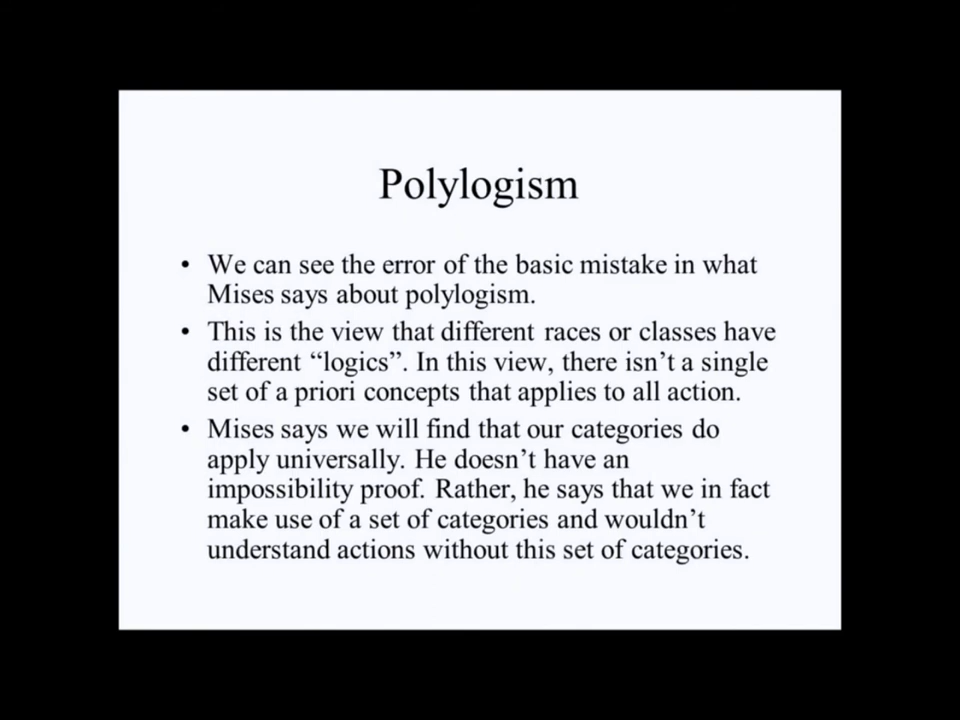 Polylogism
• We can see the error of the basic mistake in what
Mises says about polylogism.
• This is the view that different races or classes have
different “logics”. In this view, there isn’t a single
set of a priori concepts that applies to all action.
• Mises says we will find that our categories do
apply universally. He doesn’t have an
impossibility proof. Rather, he says that we in fact
make use of a set of categories and wouldn’t
understand actions without this set of categories.